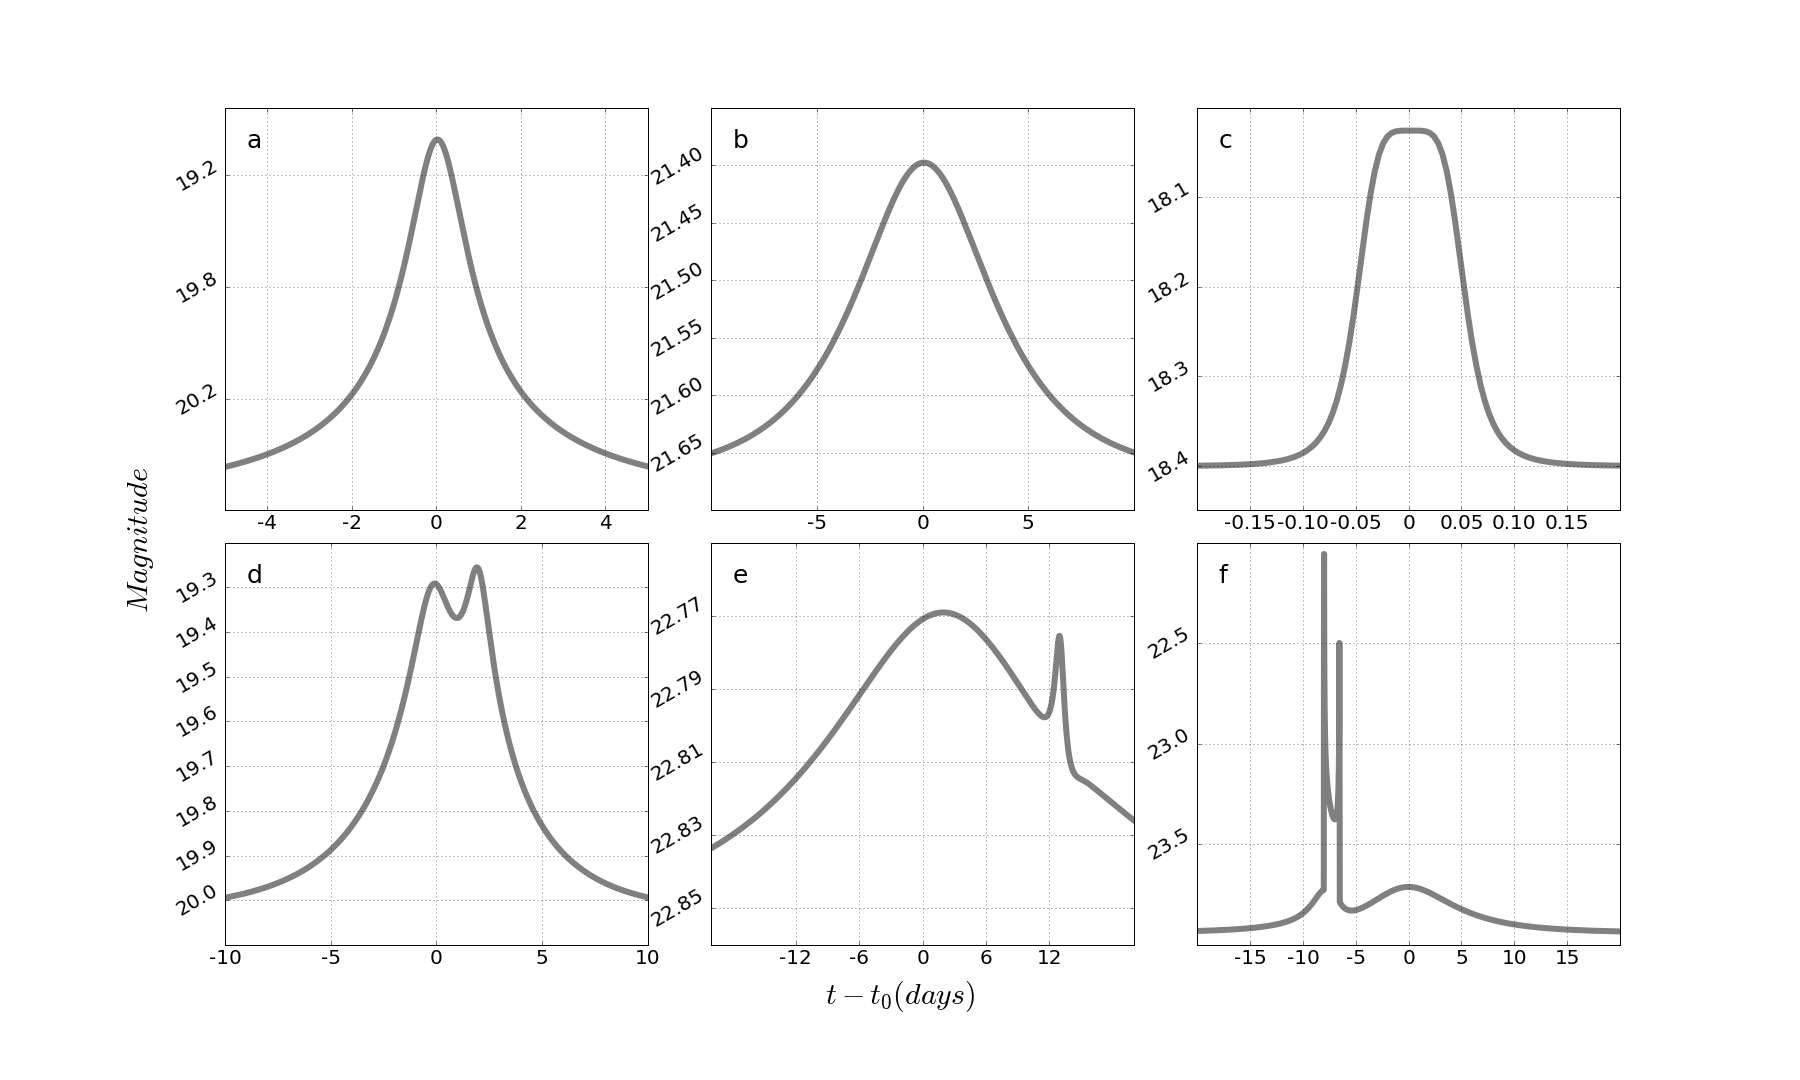 a
b
c
19.2
19.8
20.2
21.40
21.45
21.50
21.55
21.60
21.65
18.1
18.2
18.3
18.4
-4 -2 0 2 4
-5 0 5
-0.15 -0.10 -0.05 0 0.05 0.10 0.15
Magnitude
d
e
f
19.3
19.4
19.5
19.6
19.7
19.8
19.9
20.0
22.77
22.79
22.81
22.83
22.85
22.5
23.0
23.5
-10 -5 0 5 10
-12 -6 0 6 12
-15 -10 -5 0 5 10 15
t − t₀(days)